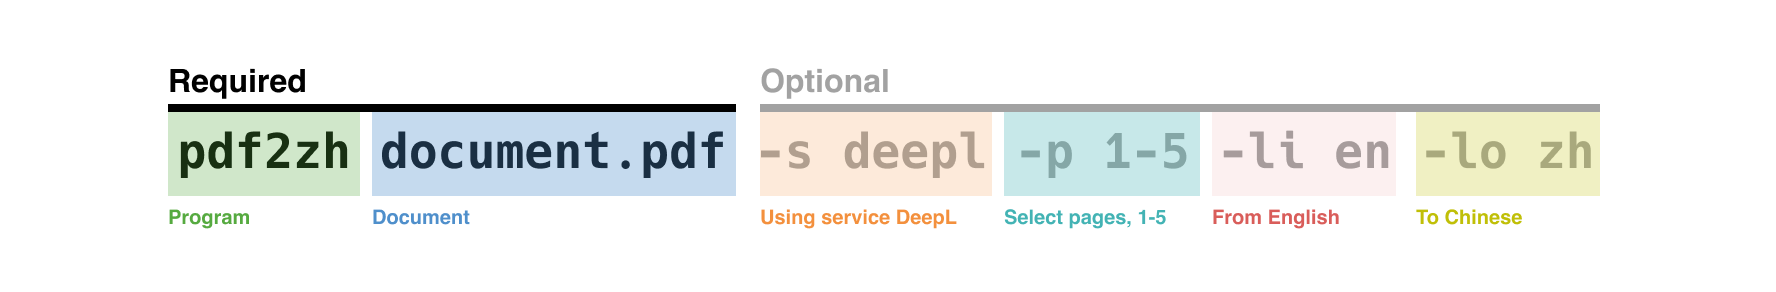 Required Optional
pdf2zh document.pdf -s deepl -p 1-5 -li en -lo zh
Program Document Using service DeepL Select pages, 1-5 From English To Chinese